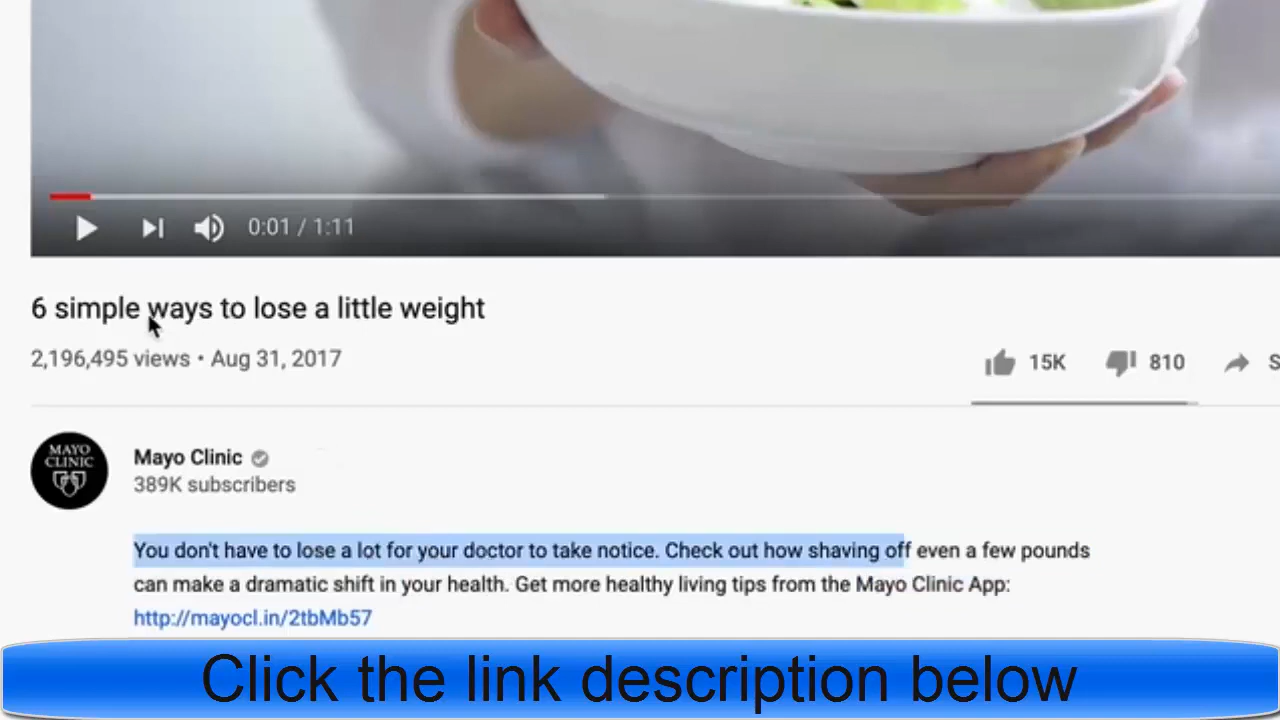 0:01 / 1:11
6 simple ways to lose a little weight
2,196,495 views • Aug 31, 2017
15K 810 S
MAYO
CLINIC
Mayo Clinic
389K subscribers
You don't have to lose a lot for your doctor to take notice. Check out how shaving off even a few pounds
can make a dramatic shift in your health. Get more healthy living tips from the Mayo Clinic App:
http://mayocl.in/2tbMb57
Click the link description below